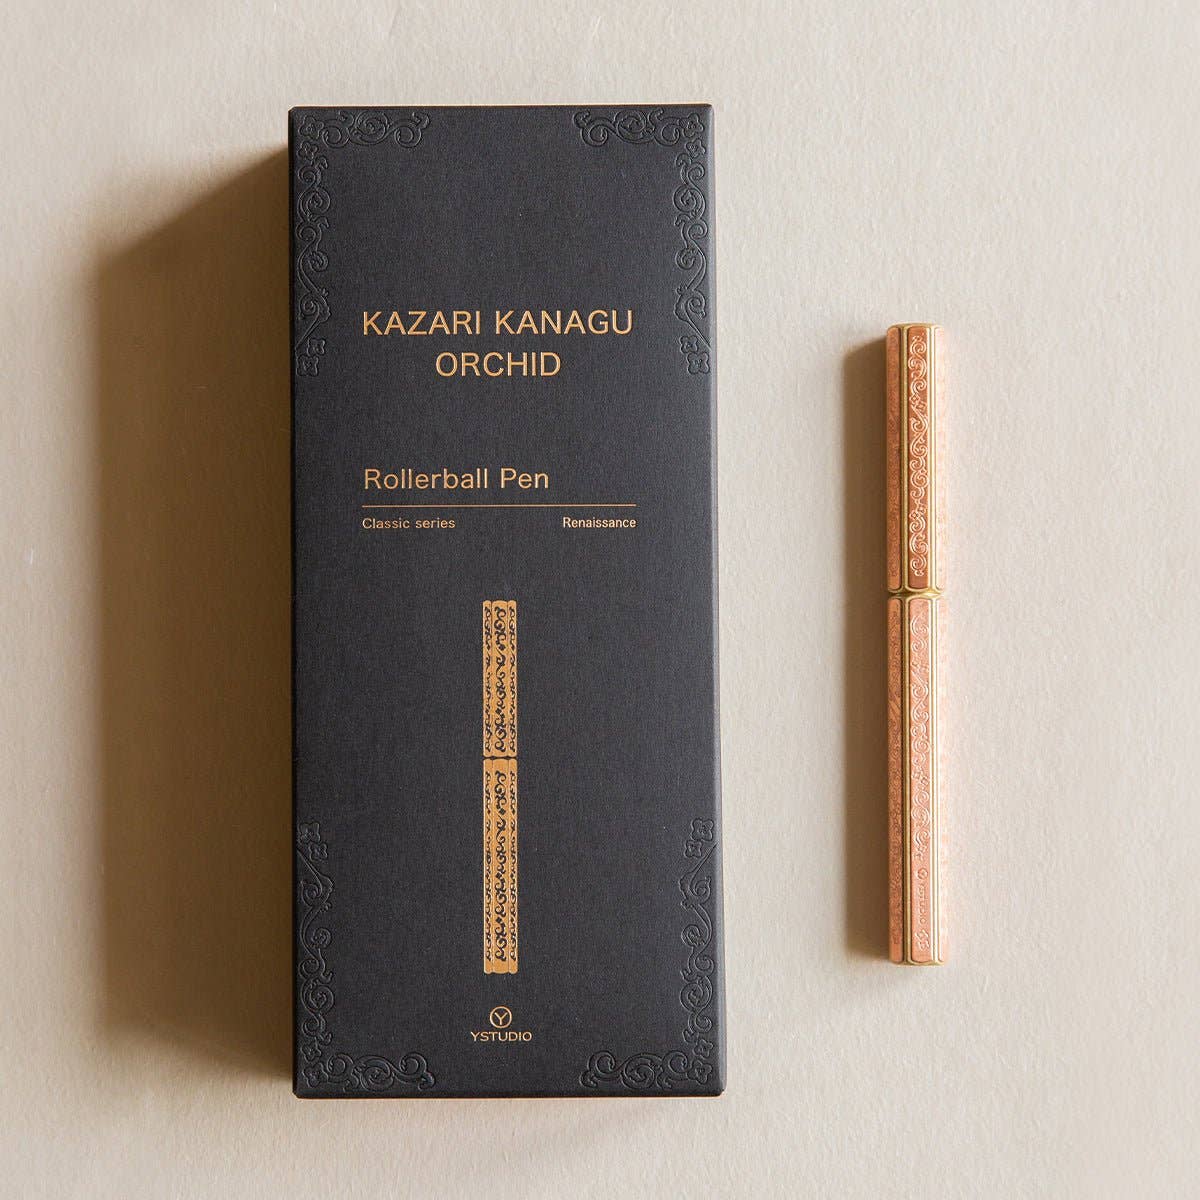 KAZARI KANAGU
ORCHID
Rollerball Pen
Classic series Renaissance
YSTUDIO